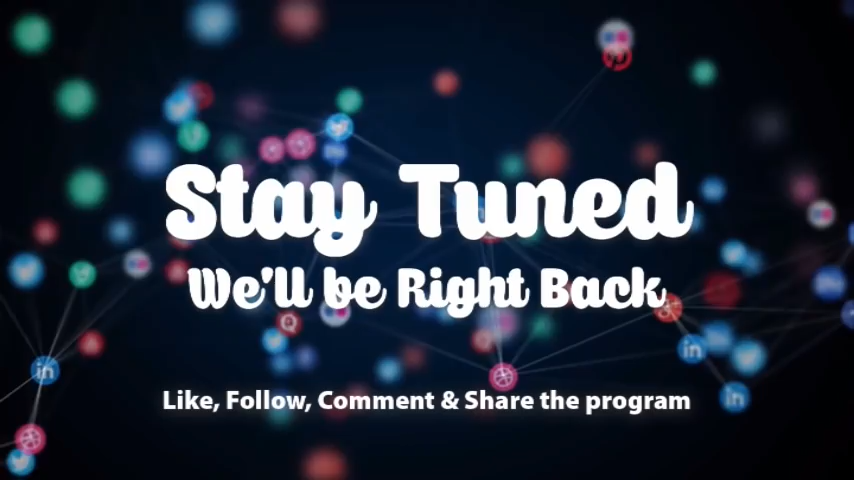 Stay Tuned
We'll be Right Back
Like, Follow, Comment & Share the program